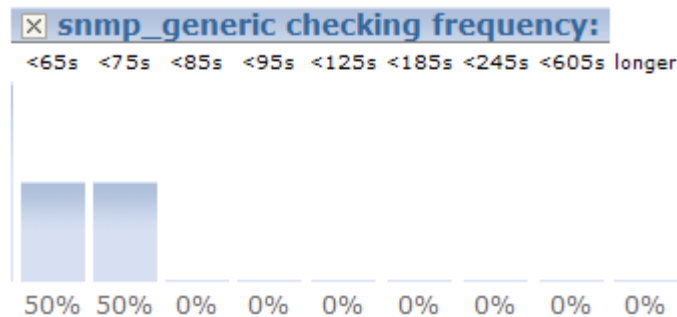 snmp_generic checking frequency:
<65s <75s <85s <95s <125s <185s <245s <605s longer
50% 50% 0% 0% 0% 0% 0% 0% 0%